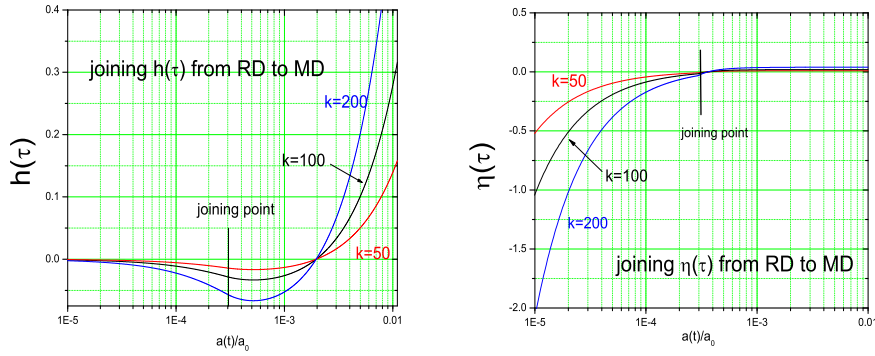 0.4
0.3
0.2
0.1
0.0
h(τ)
joining h(τ) from RD to MD
k=200
k=100
joining point
k=50
1E-5
1E-4
1E-3
0.01
a(t)/a0
0.5
0.0
-0.5
-1.0
-1.5
-2.0
η(τ)
k=50
joining point
k=100
k=200
joining η(τ) from RD to MD
1E-5
1E-4
1E-3
0.01
a(t)/a0